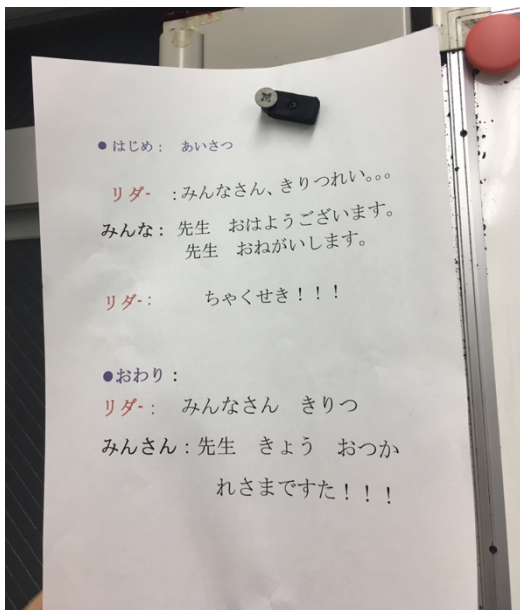 ●はじめ： あいさつ
リダｰ ：みんなさん、きりつれい。。。
みんな：先生 おはようございます。
先生 おねがいします。
リダｰ： ちゃくせき！！！
●おわり：
リダｰ： みんなさん きりつ
みんさん：先生 きょう おつか
れさまですた！！！